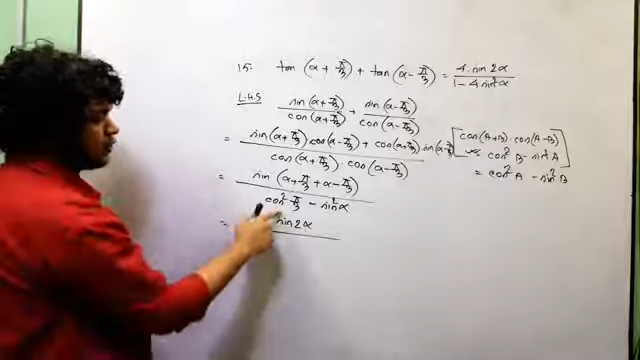 15. tan (α + π/3) + tan (α - π/3) = 4 sin 2α / 1 - 4 sin²α
L.H.S sin(α + π/3) / cos(α + π/3) + sin(α - π/3) / cos(α - π/3)
= sin(α + π/3) cos(α - π/3) + cos(α + π/3) . sin(α - π/3) / cos(α + π/3) . cos(α - π/3)
= sin (α + π/3 + α - π/3) / cos² π/3 - sin²α
= sin 2α
cos(A+B) . cos(A-B)
= cos² B - sin² A
= cos² A - sin² B